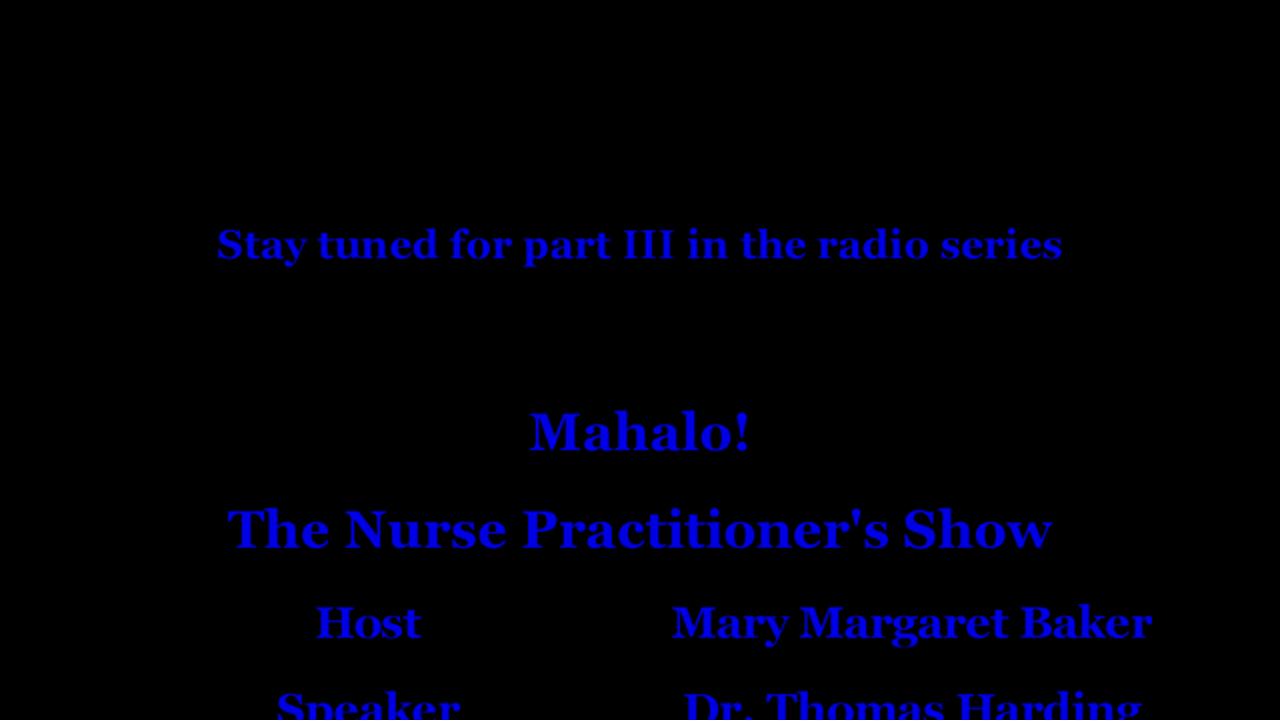 Stay tuned for part III in the radio series
Mahalo!
The Nurse Practitioner's Show
Host Mary Margaret Baker
Speaker Dr. Thomas Harding